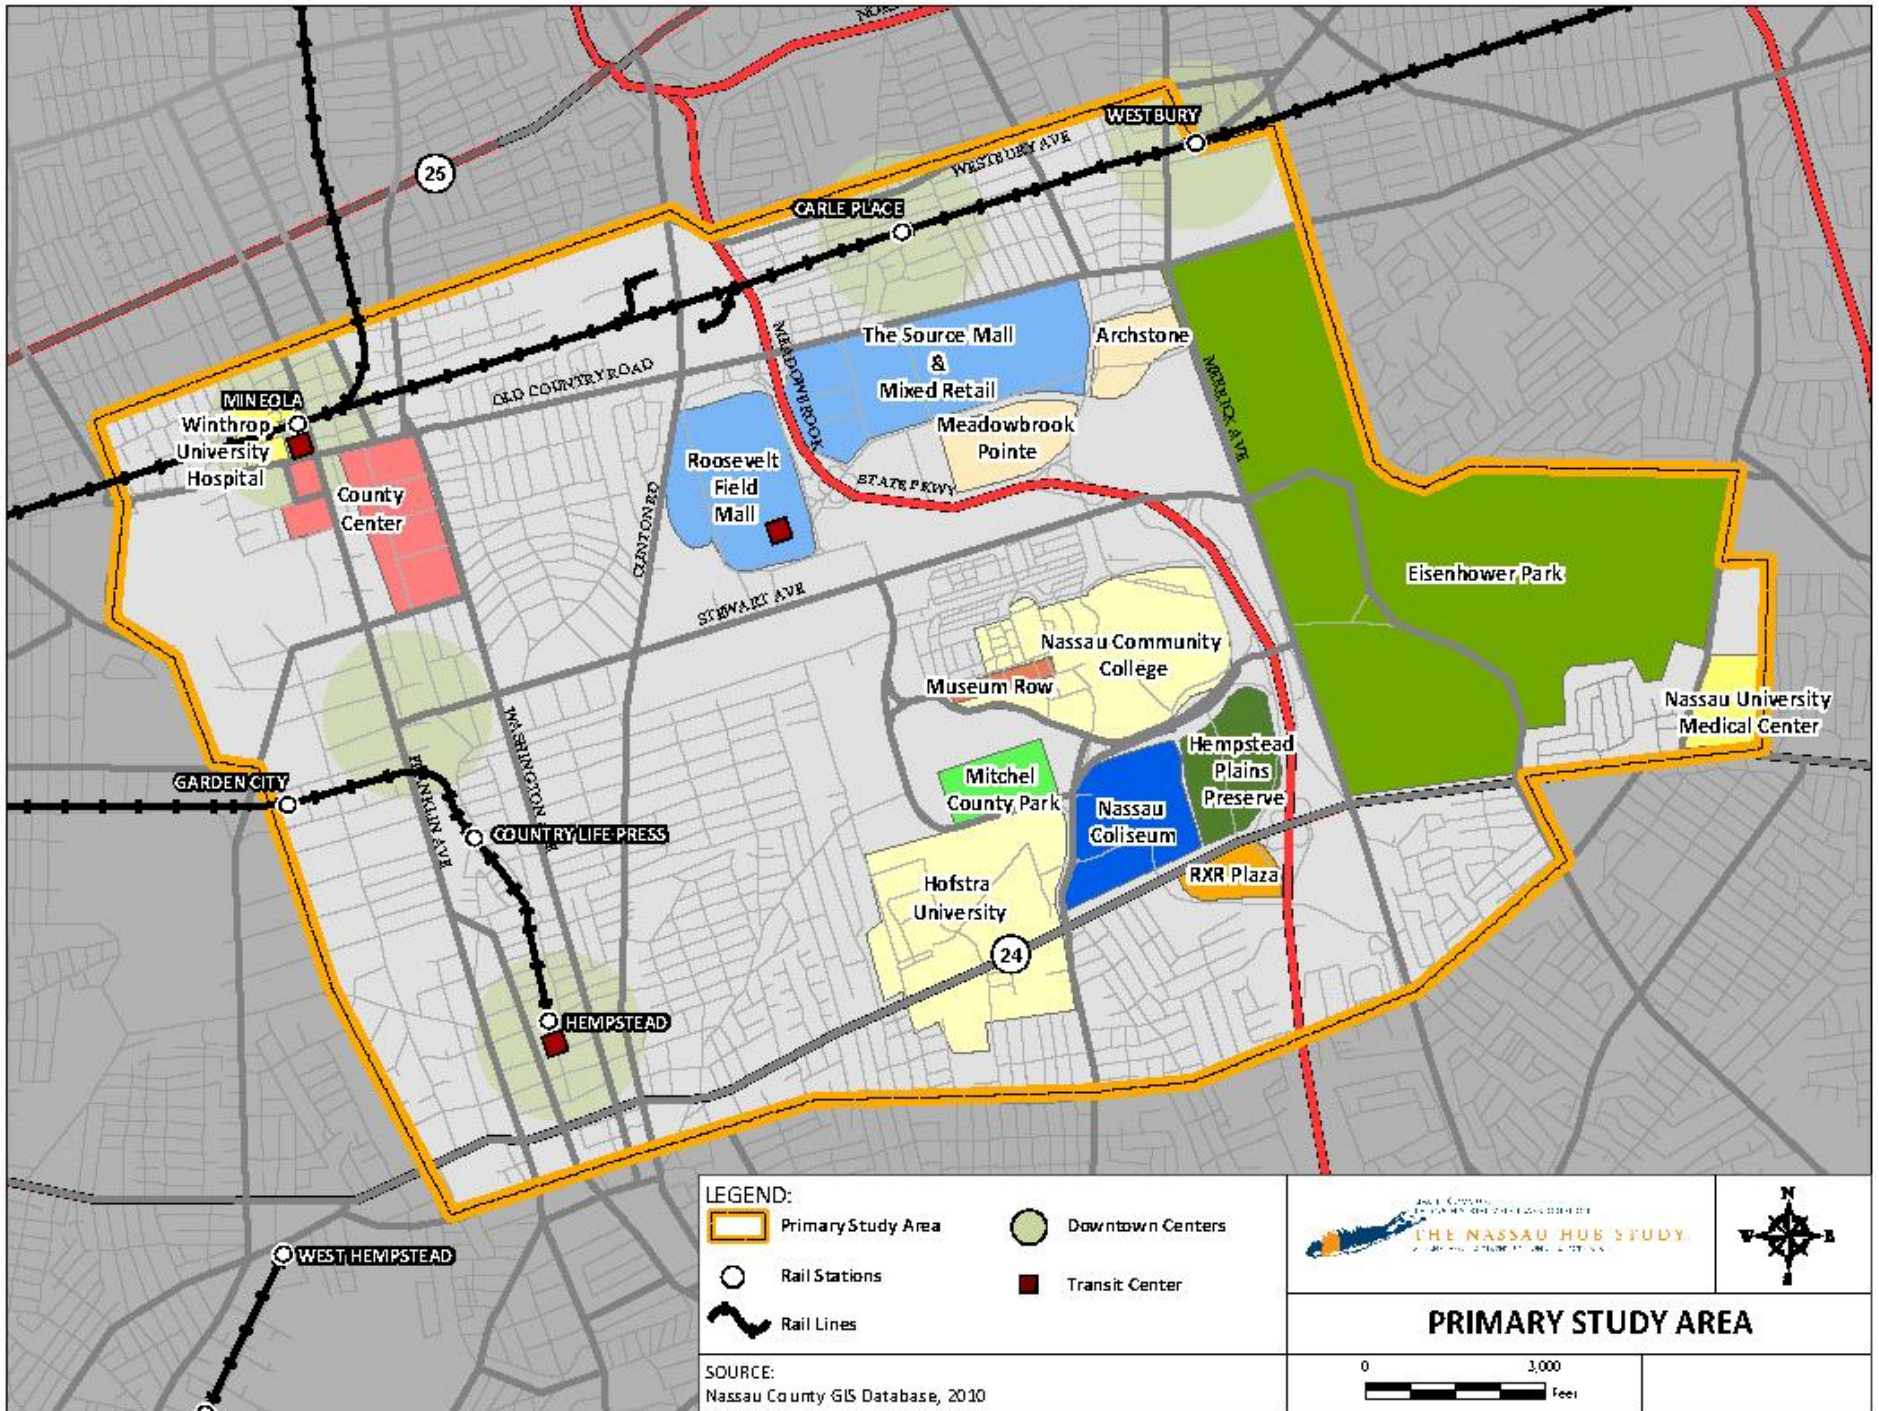 25
WESTBURY
WESTBURY AVE
CARLE PLACE
The Source Mall
&
Mixed Retail
Archstone
OLD COUNTRY ROAD
MEADOWBROOK
MERRICK AVE
MINEOLA
Winthrop
University
Hospital
County
Center
Meadowbrook
Pointe
Roosevelt
Field
Mall
STATE PKWY
CLINTON RD
STEWART AVE
Eisenhower Park
Nassau Community
College
Museum Row
Nassau University
Medical Center
WASHINGTON
FRANKLIN AVE
GARDEN CITY
COUNTRY LIFE PRESS
Mitchel
County Park
Hempstead
Plains
Preserve
Nassau
Coliseum
RXR Plaza
Hofstra
University
24
HEMPSTEAD
WEST HEMPSTEAD
LEGEND:
Primary Study Area
Downtown Centers
Rail Stations
Transit Center
Rail Lines
SOURCE:
Nassau County GIS Database, 2010
THE NASSAU HUB STUDY
N
E
S
PRIMARY STUDY AREA
0
Feet